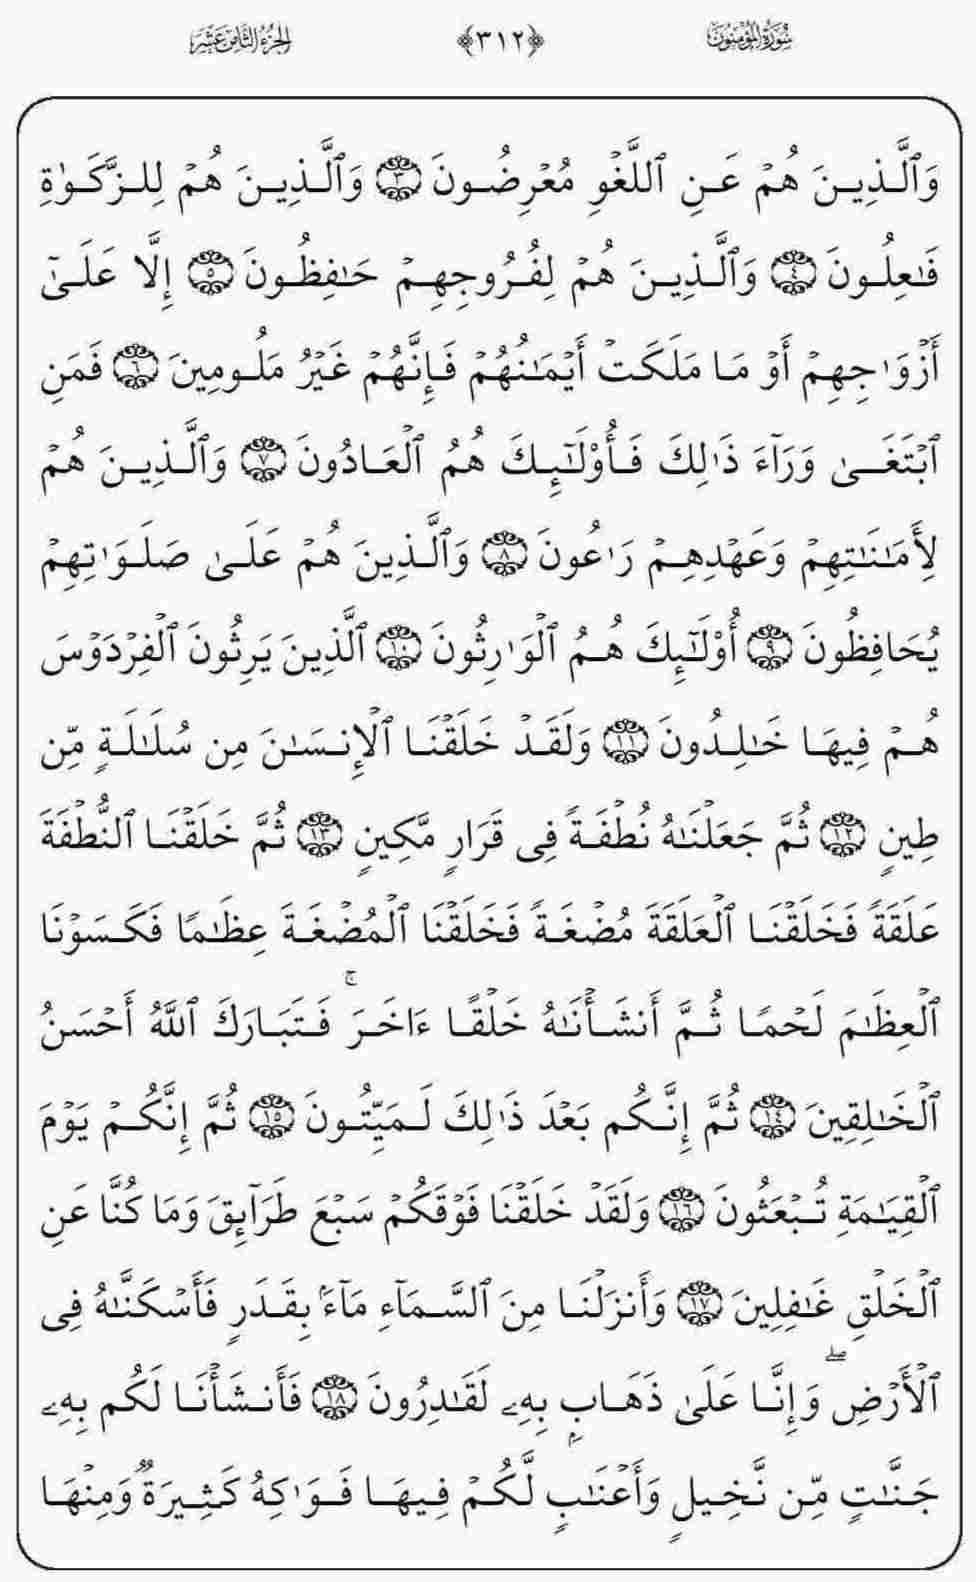 سُورَةُ المُؤْمِنُونَ ﴿٣١٢﴾ الجُزْءُ الثَّامِنَ عَشَرَ
وَٱلَّذِينَ هُمۡ عَنِ ٱللَّغۡوِ مُعۡرِضُونَ ٣ وَٱلَّذِينَ هُمۡ لِلزَّكَوٰةِ
فَٰعِلُونَ ٤ وَٱلَّذِينَ هُمۡ لِفُرُوجِهِمۡ حَٰفِظُونَ ٥ إِلَّا عَلَىٰٓ
أَزۡوَٰجِهِمۡ أَوۡ مَا مَلَكَتۡ أَيۡمَٰنُهُمۡ فَإِنَّهُمۡ غَيۡرُ مَلُومِينَ ٦ فَمَنِ
ٱبۡتَغَىٰ وَرَآءَ ذَٰلِكَ فَأُوْلَٰٓئِكَ هُمُ ٱلۡعَادُونَ ٧ وَٱلَّذِينَ هُمۡ
لِأَمَٰنَٰتِهِمۡ وَعَهۡدِهِمۡ رَٰعُونَ ٨ وَٱلَّذِينَ هُمۡ عَلَىٰ صَلَوَٰتِهِمۡ
يُحَافِظُونَ ٩ أُوْلَٰٓئِكَ هُمُ ٱلۡوَٰرِثُونَ ١٠ ٱلَّذِينَ يَرِثُونَ ٱلۡفِرۡدَوۡسَ
هُمۡ فِيهَا خَٰلِدُونَ ١١ وَلَقَدۡ خَلَقۡنَا ٱلۡإِنسَٰنَ مِن سُلَٰلَةٖ مِّن
طِينٖ ١٢ ثُمَّ جَعَلۡنَٰهُ نُطۡفَةٗ فِي قَرَارٖ مَّكِينٖ ١٣ ثُمَّ خَلَقۡنَا ٱلنُّطۡفَةَ
عَلَقَةٗ فَخَلَقۡنَا ٱلۡعَلَقَةَ مُضۡغَةٗ فَخَلَقۡنَا ٱلۡمُضۡغَةَ عِظَٰمٗا فَكَسَوۡنَا
ٱلۡعِظَٰمَ لَحۡمٗا ثُمَّ أَنشَأۡنَٰهُ خَلۡقًا ءَاخَرَۚ فَتَبَارَكَ ٱللَّهُ أَحۡسَنُ
ٱلۡخَٰلِقِينَ ١٤ ثُمَّ إِنَّكُم بَعۡدَ ذَٰلِكَ لَمَيِّتُونَ ١٥ ثُمَّ إِنَّكُمۡ يَوۡمَ
ٱلۡقِيَٰمَةِ تُبۡعَثُونَ ١٦ وَلَقَدۡ خَلَقۡنَا فَوۡقَكُمۡ سَبۡعَ طَرَآئِقَ وَمَا كُنَّا عَنِ
ٱلۡخَلۡقِ غَٰفِلِينَ ١٧ وَأَنزَلۡنَا مِنَ ٱلسَّمَآءِ مَآءَۢ بِقَدَرٖ فَأَسۡكَنَّٰهُ فِي
ٱلۡأَرۡضِۖ وَإِنَّا عَلَىٰ ذَهَابِۭ بِهِۦ لَقَٰدِرُونَ ١٨ فَأَنشَأۡنَا لَكُم بِهِۦ
جَنَّٰتٖ مِّن نَّخِيلٖ وَأَعۡنَٰبٖ لَّكُمۡ فِيهَا فَوَٰكِهُ كَثِيرَةٞ وَمِنۡهَا